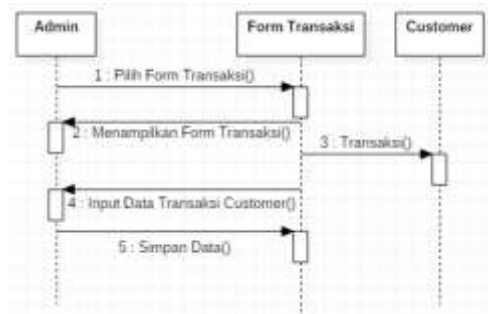 Admin
Form Transaksi
Customer
1 : Pilih Form Transaksi()
2 : Menampilkan Form Transaksi()
3 : Transaksi()
4 : Input Data Transaksi Customer()
5 : Simpan Data()